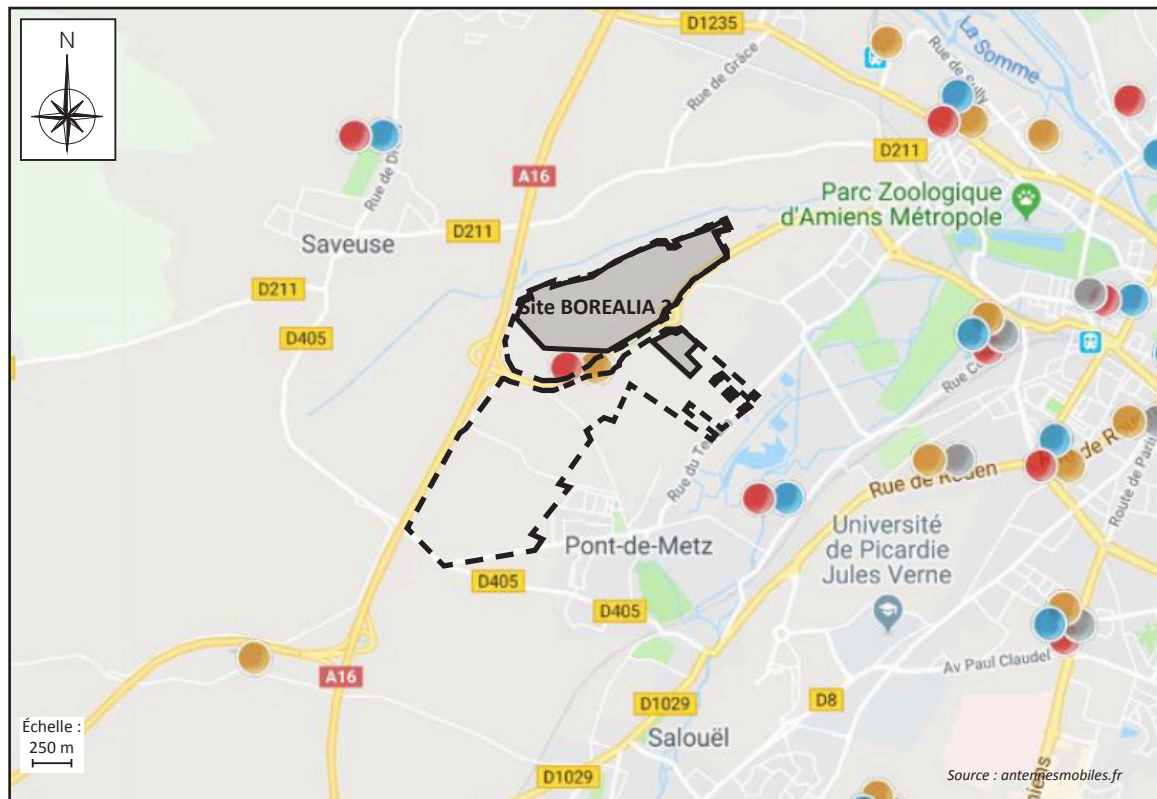 N
D1235
La Somme
Rue de Sully
Rue de Grâce
D211
A16
Parc Zoologique
d'Amiens Métropole
D211
Saveuse
D211
Site BOREALIA 2
D405
Rue de Rouen
Rue du
Route de Paris
Université
de Picardie
Jules Verne
Pont-de-Metz
D405
D405
Av Paul Claudel
A16
D1029
D8
Salouël
Échelle :
250 m
D1029
Source : antennesmobiles.fr